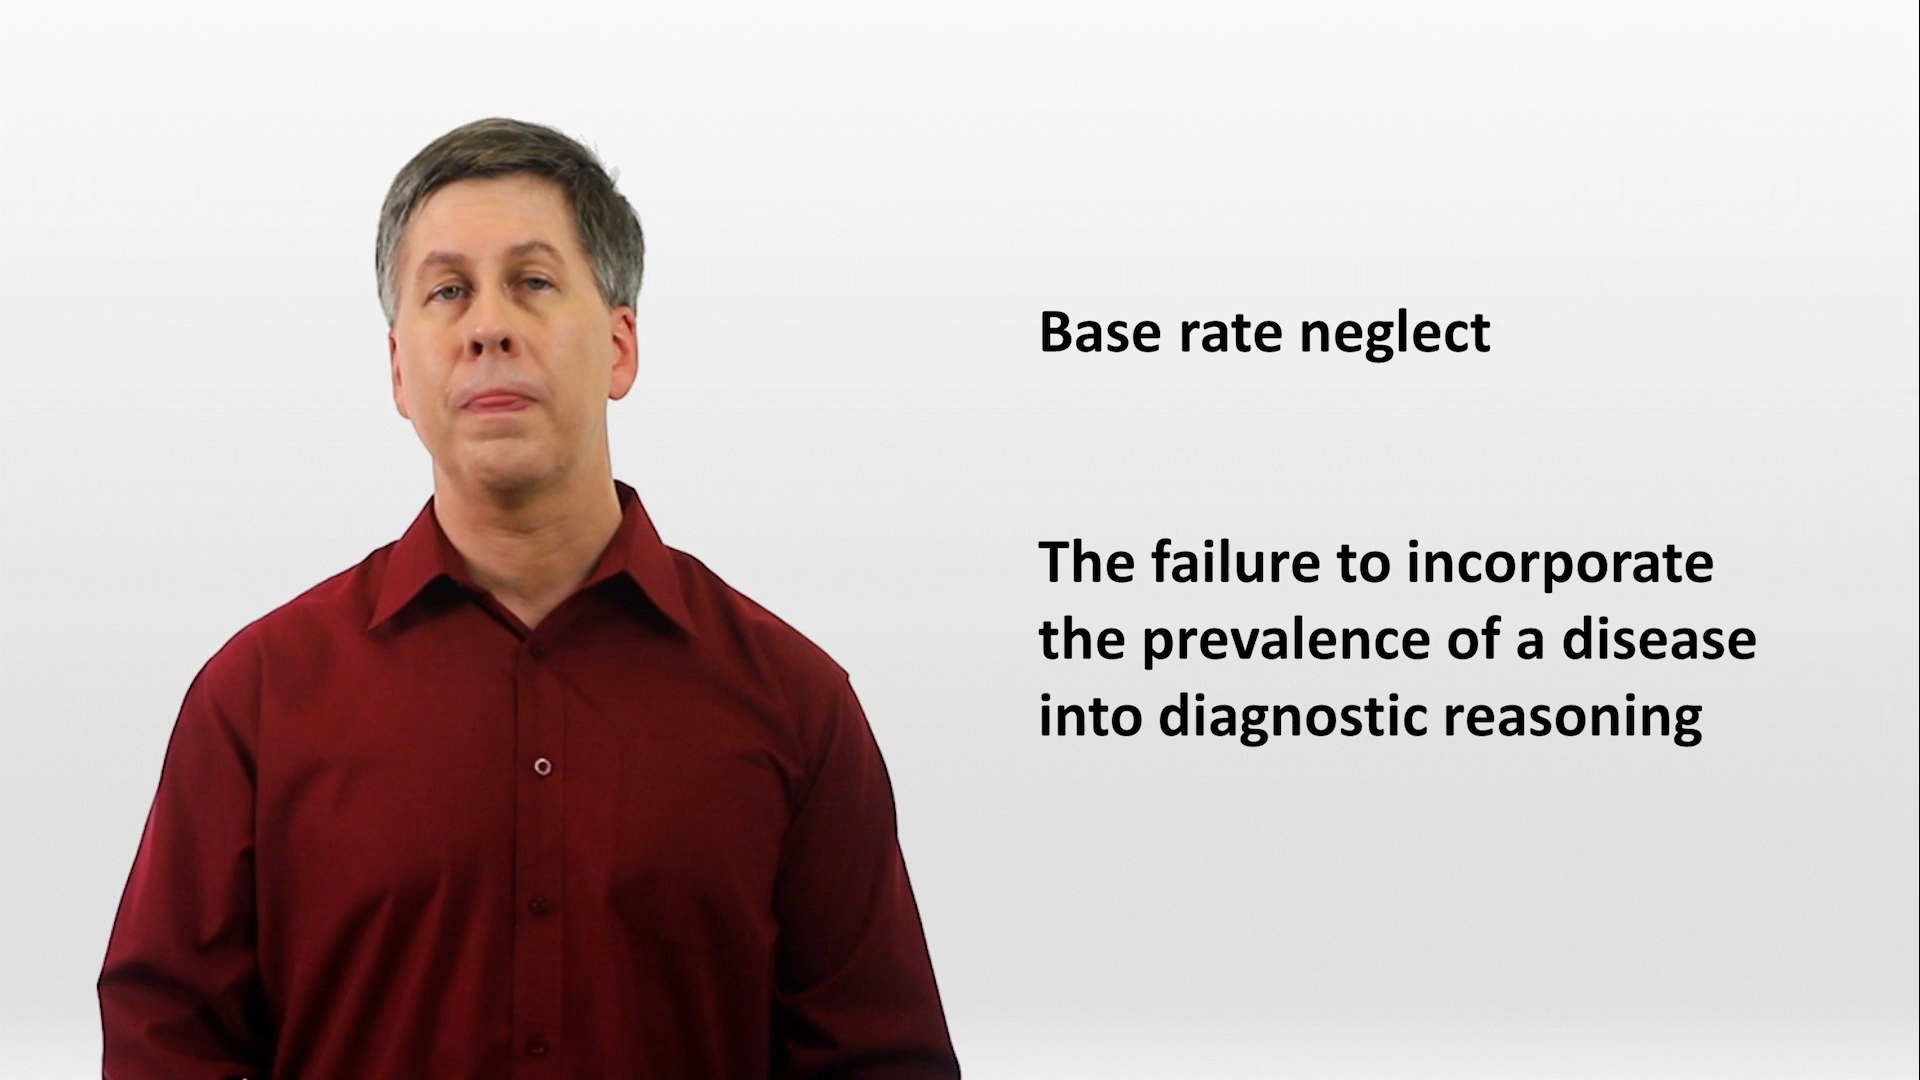 Base rate neglect
The failure to incorporate
the prevalence of a disease
into diagnostic reasoning